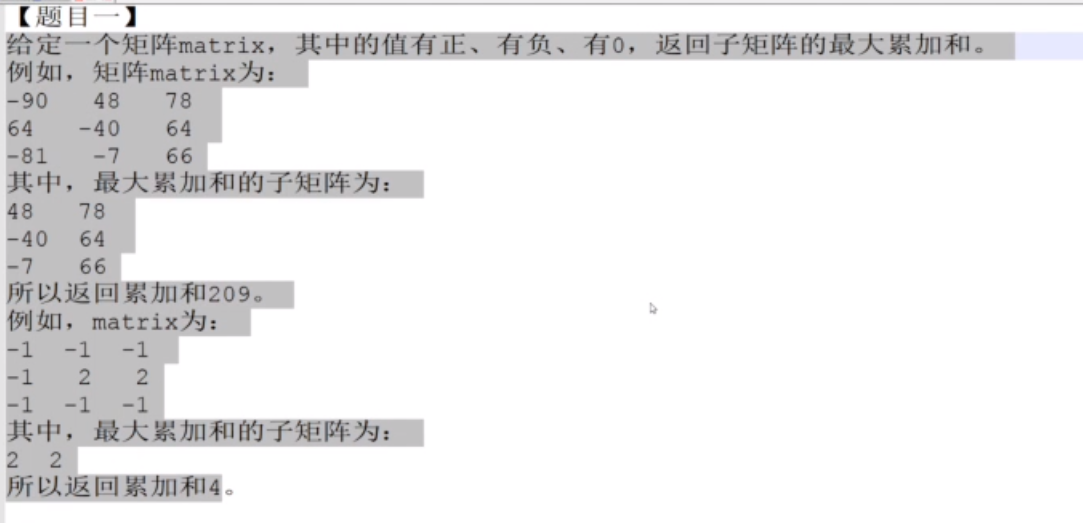 【题目一】
给定一个矩阵matrix，其中的值有正、有负、有0，返回子矩阵的最大累加和。
例如，矩阵matrix为：
-90 48 78
64 -40 64
-81 -7 66
其中，最大累加和的子矩阵为：
48 78
-40 64
-7 66
所以返回累加和209。
例如，matrix为：
-1 -1 -1
-1 2 2
-1 -1 -1
其中，最大累加和的子矩阵为：
2 2
所以返回累加和4。